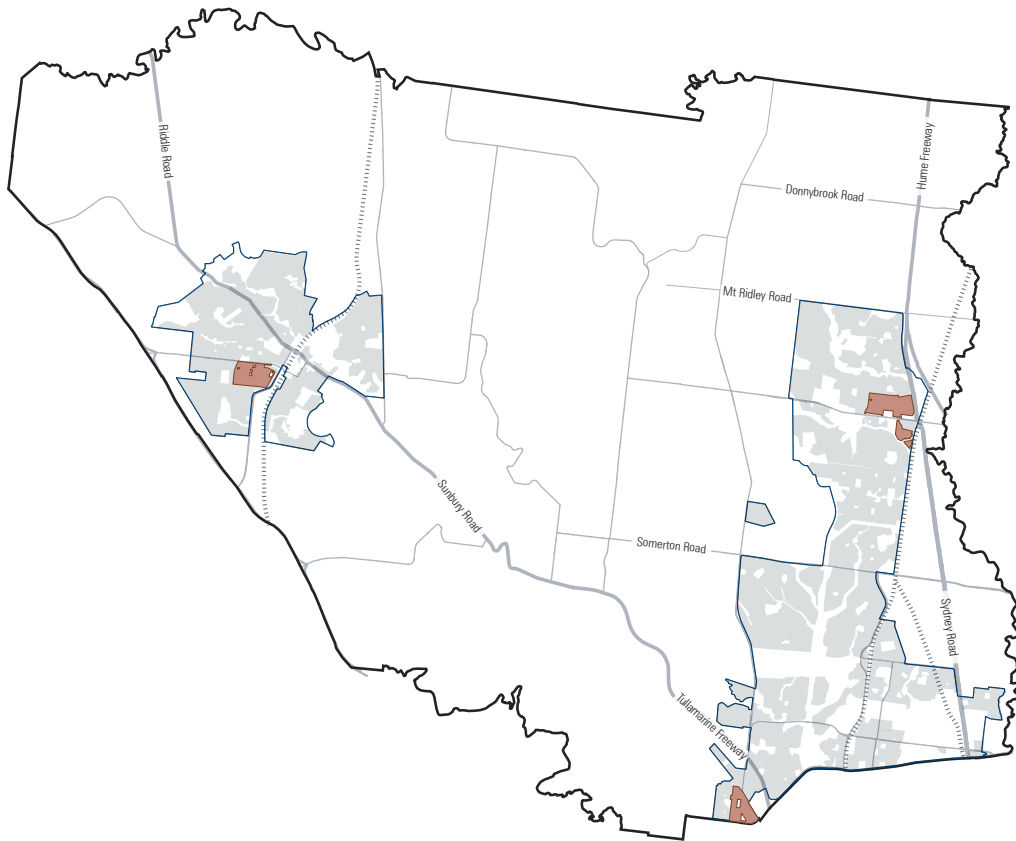 Riddle Road
Hume Freeway
Donnybrook Road
Mt Ridley Road
Sunbury Road
Somerton Road
Sydney Road
Tullamarine Freeway